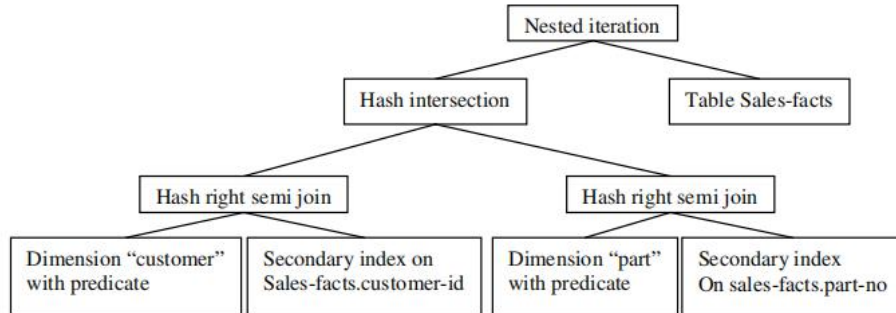 Nested iteration
Hash intersection
Table Sales-facts
Hash right semi join
Hash right semi join
Dimension “customer”
with predicate
Secondary index on
Sales-facts.customer-id
Dimension “part”
with predicate
Secondary index
On sales-facts.part-no